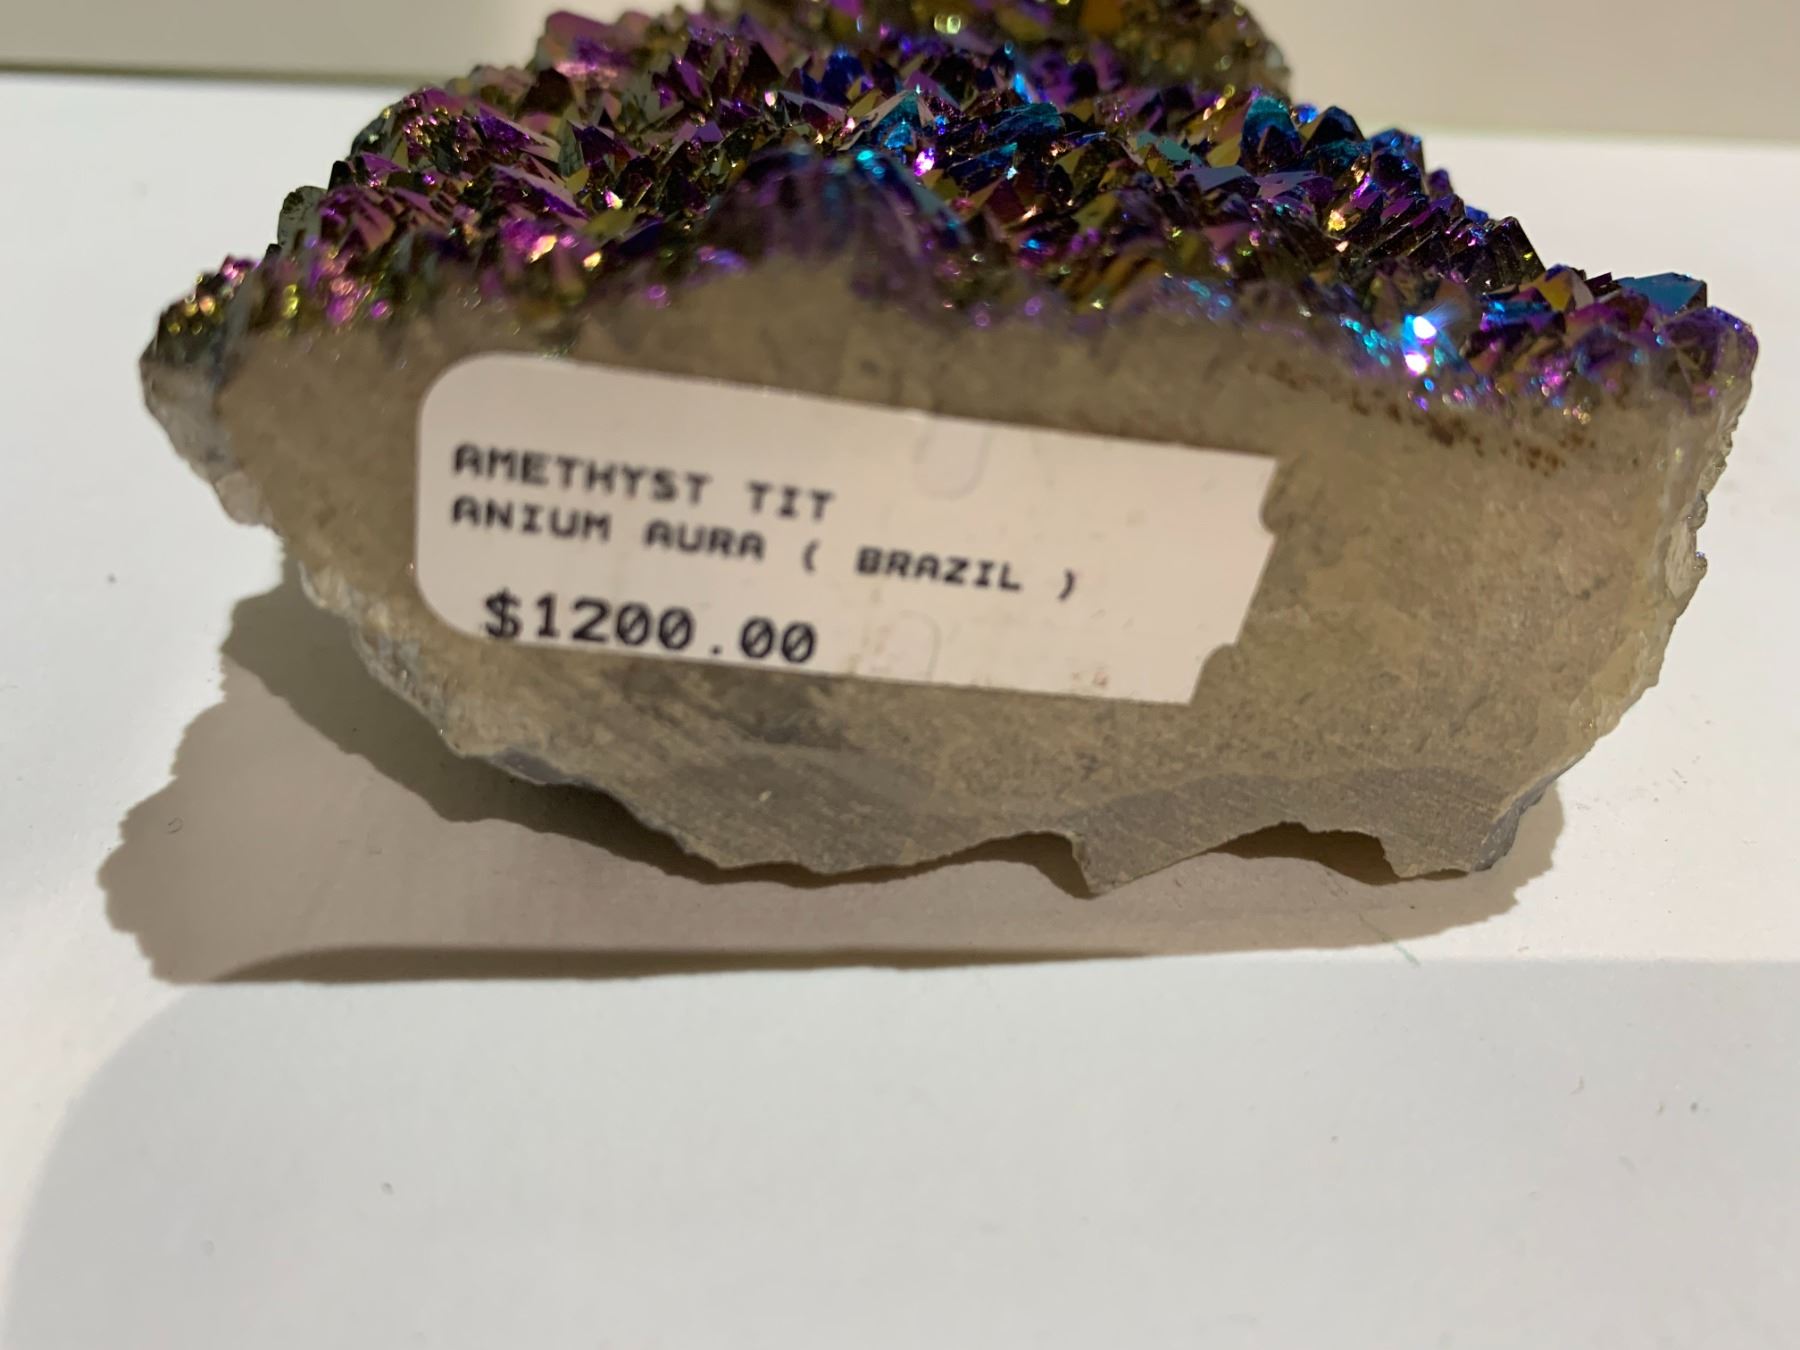 AMETHYST TIT
ANIUM AURA ( BRAZIL )
$1200.00